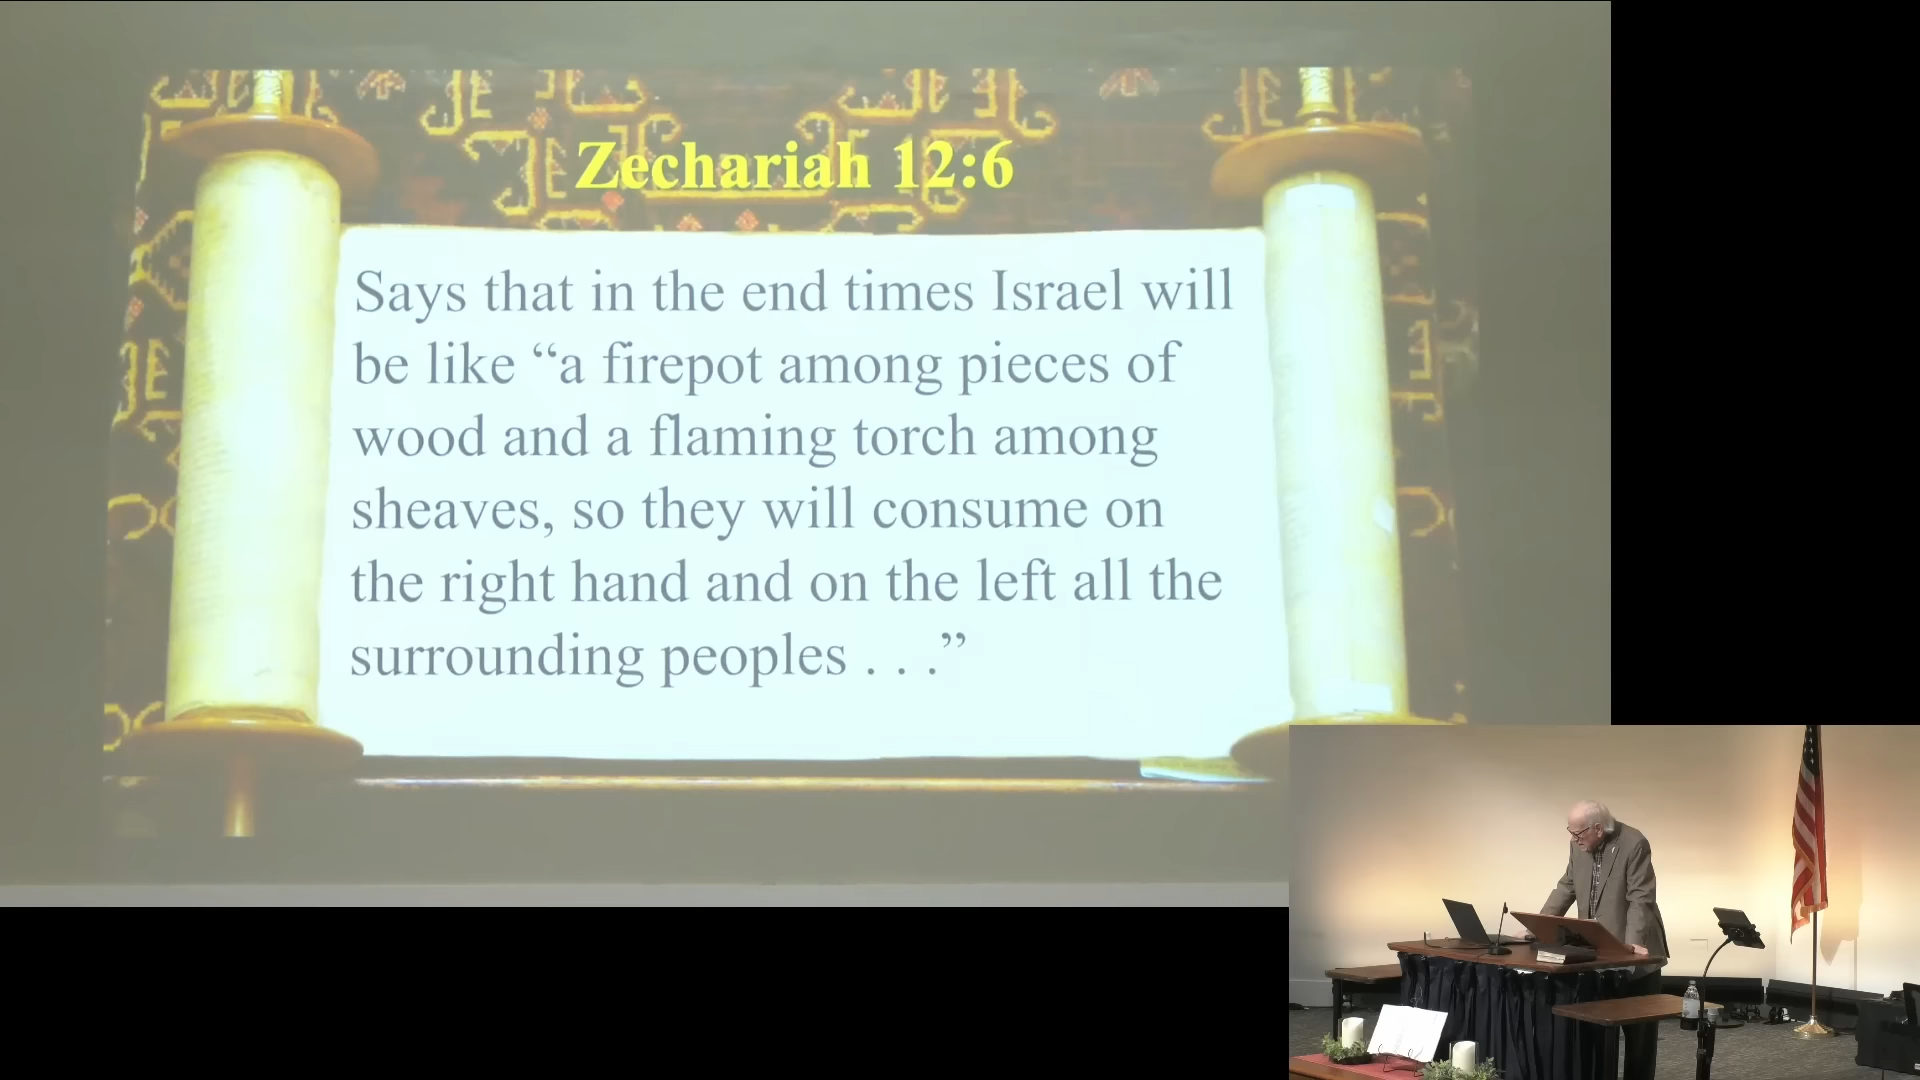 Zechariah 12:6
Says that in the end times Israel will
be like “a firepot among pieces of
wood and a flaming torch among
sheaves, so they will consume on
the right hand and on the left all the
surrounding peoples . . .”